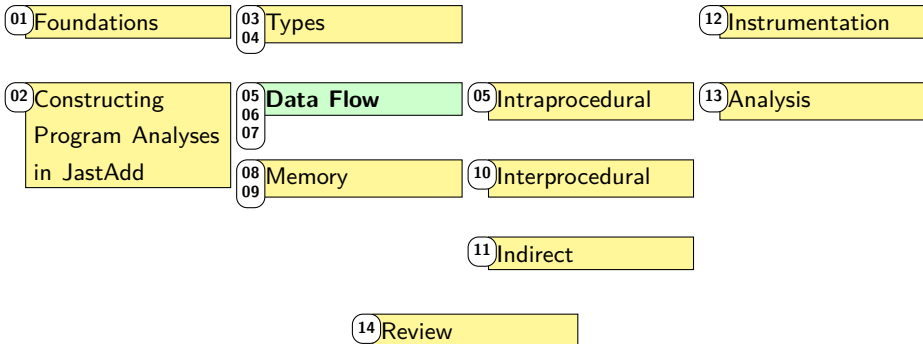 01 Foundations
03 Types
04
12 Instrumentation
02 Constructing
Program Analyses
in JastAdd
05 Data Flow
06
07
05 Intraprocedural
13 Analysis
08 Memory
09
10 Interprocedural
11 Indirect
14 Review